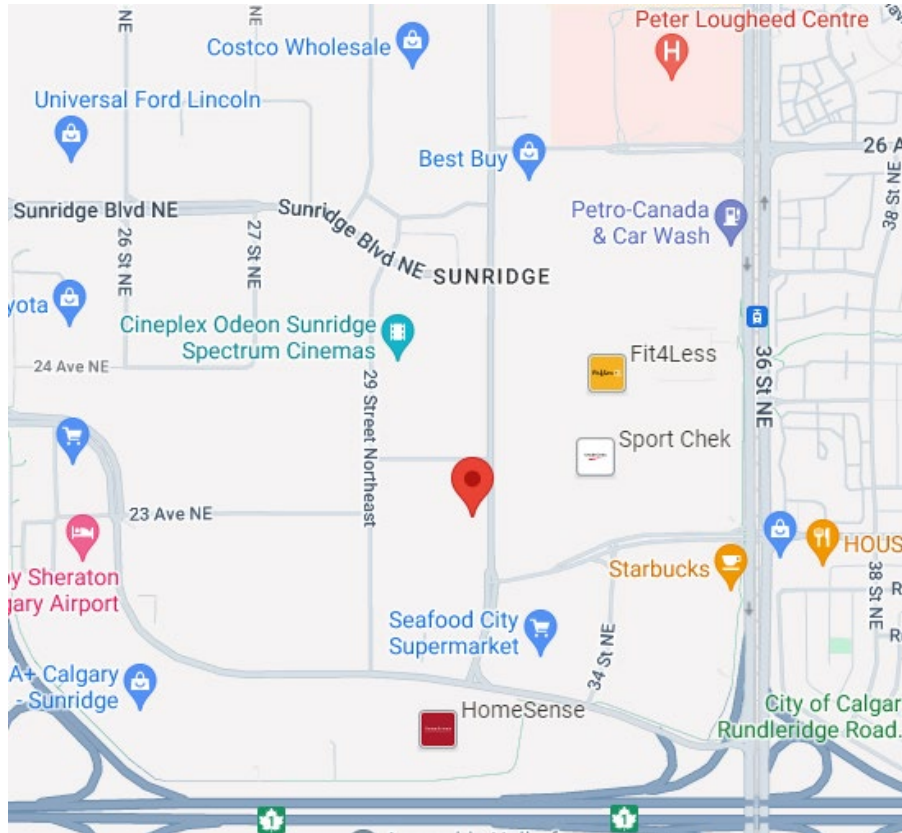 NE
NE
Peter Lougheed Centre
H
Costco Wholesale
Universal Ford Lincoln
Best Buy
26 A
38 St NE
Sunridge Blvd NE
Sunridge Blvd NE
26 St NE
27 St NE
Petro-Canada
& Car Wash
SUNRIDGE
yota
Cineplex Odeon Sunridge
Spectrum Cinemas
24 Ave NE
Fit4Less
36 St NE
29 Street Northeast
Sport Chek
23 Ave NE
HOUS
by Sheraton
gary Airport
Starbucks
38 St NE
R
R
Seafood City
Supermarket
34 St NE
A+ Calgary
- Sunridge
HomeSense
City of Calgar
Rundleridge Road.
1
1